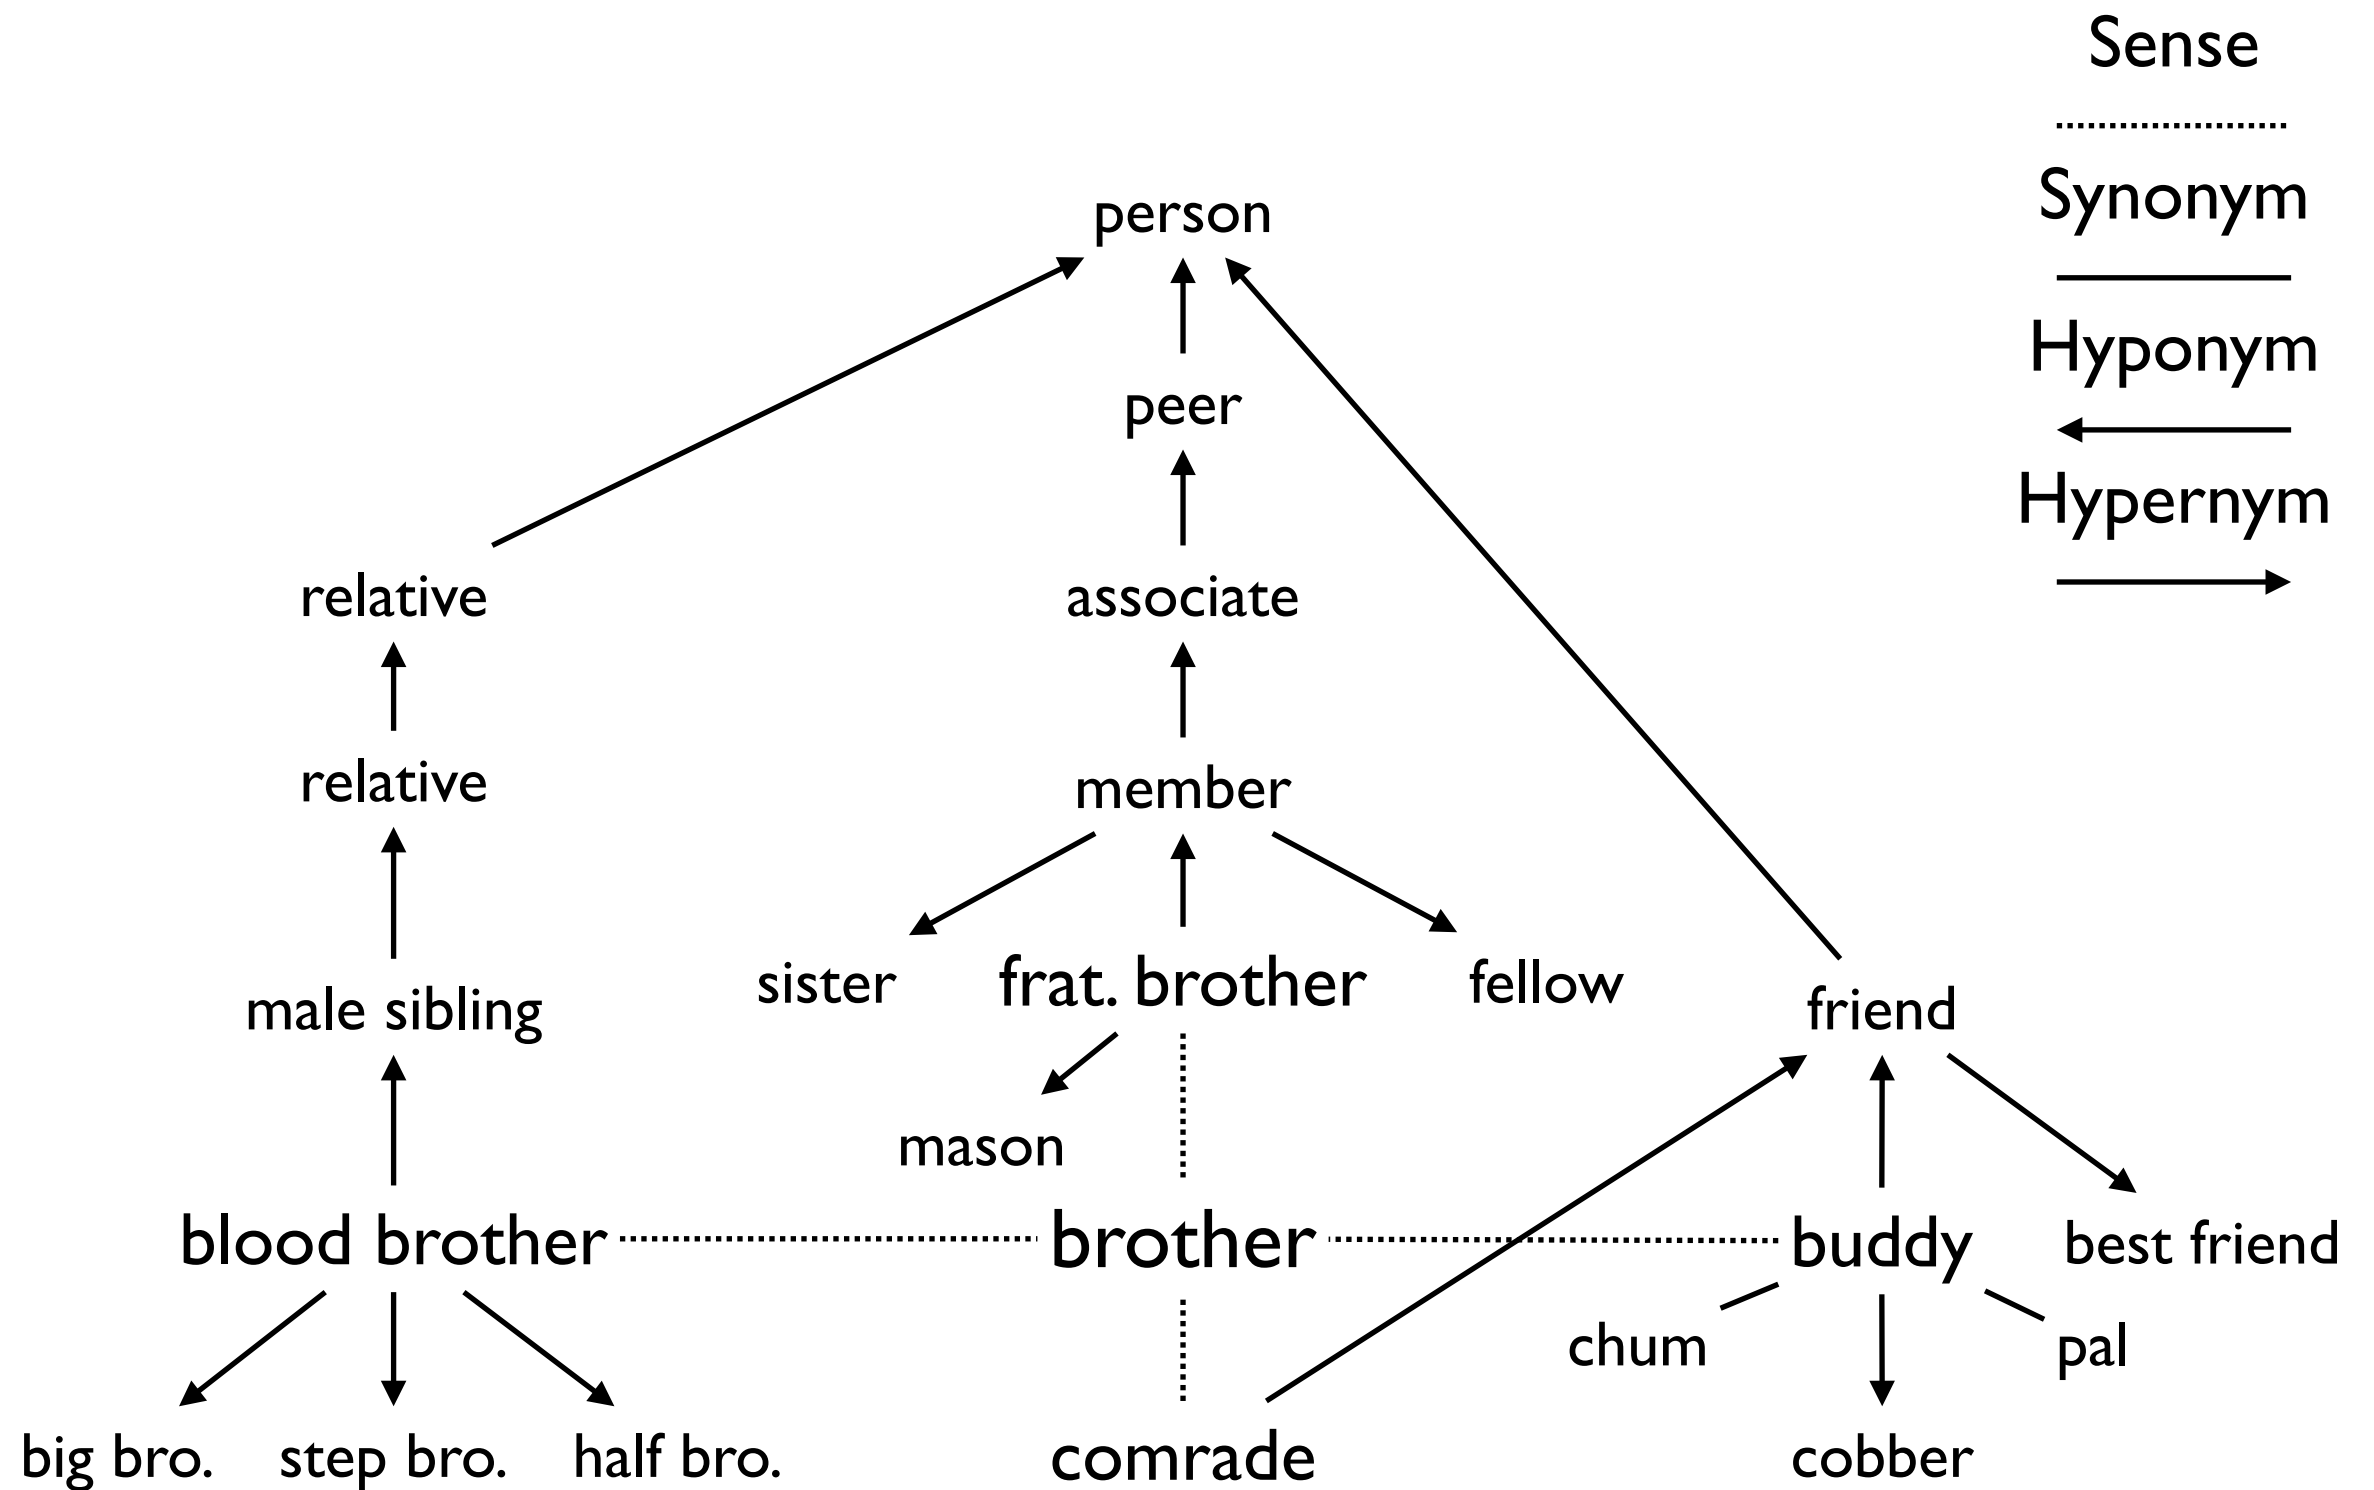 Sense
Synonym
person
Hyponym
peer
Hypernym
relative
associate
relative
member
sister
frat. brother
fellow
male sibling
friend
mason
blood brother
brother
buddy
best friend
chum
pal
big bro.
step bro.
half bro.
comrade
cobber